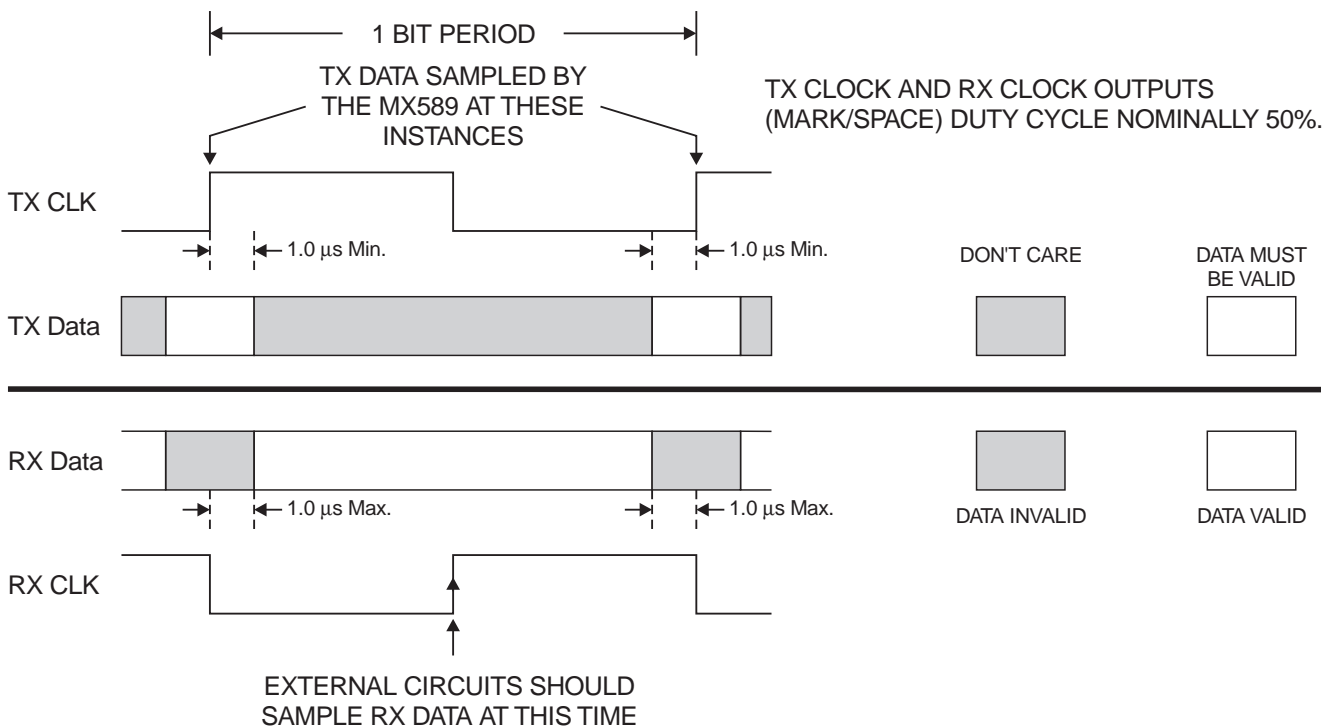 1 BIT PERIOD
TX DATA SAMPLED BY
THE MX589 AT THESE
INSTANCES
TX CLOCK AND RX CLOCK OUTPUTS
(MARK/SPACE) DUTY CYCLE NOMINALLY 50%.
TX CLK
1.0 μs Min.
1.0 μs Min.
DON'T CARE
DATA MUST
BE VALID
TX Data
RX Data
1.0 μs Max.
1.0 μs Max.
DATA INVALID
DATA VALID
RX CLK
EXTERNAL CIRCUITS SHOULD
SAMPLE RX DATA AT THIS TIME